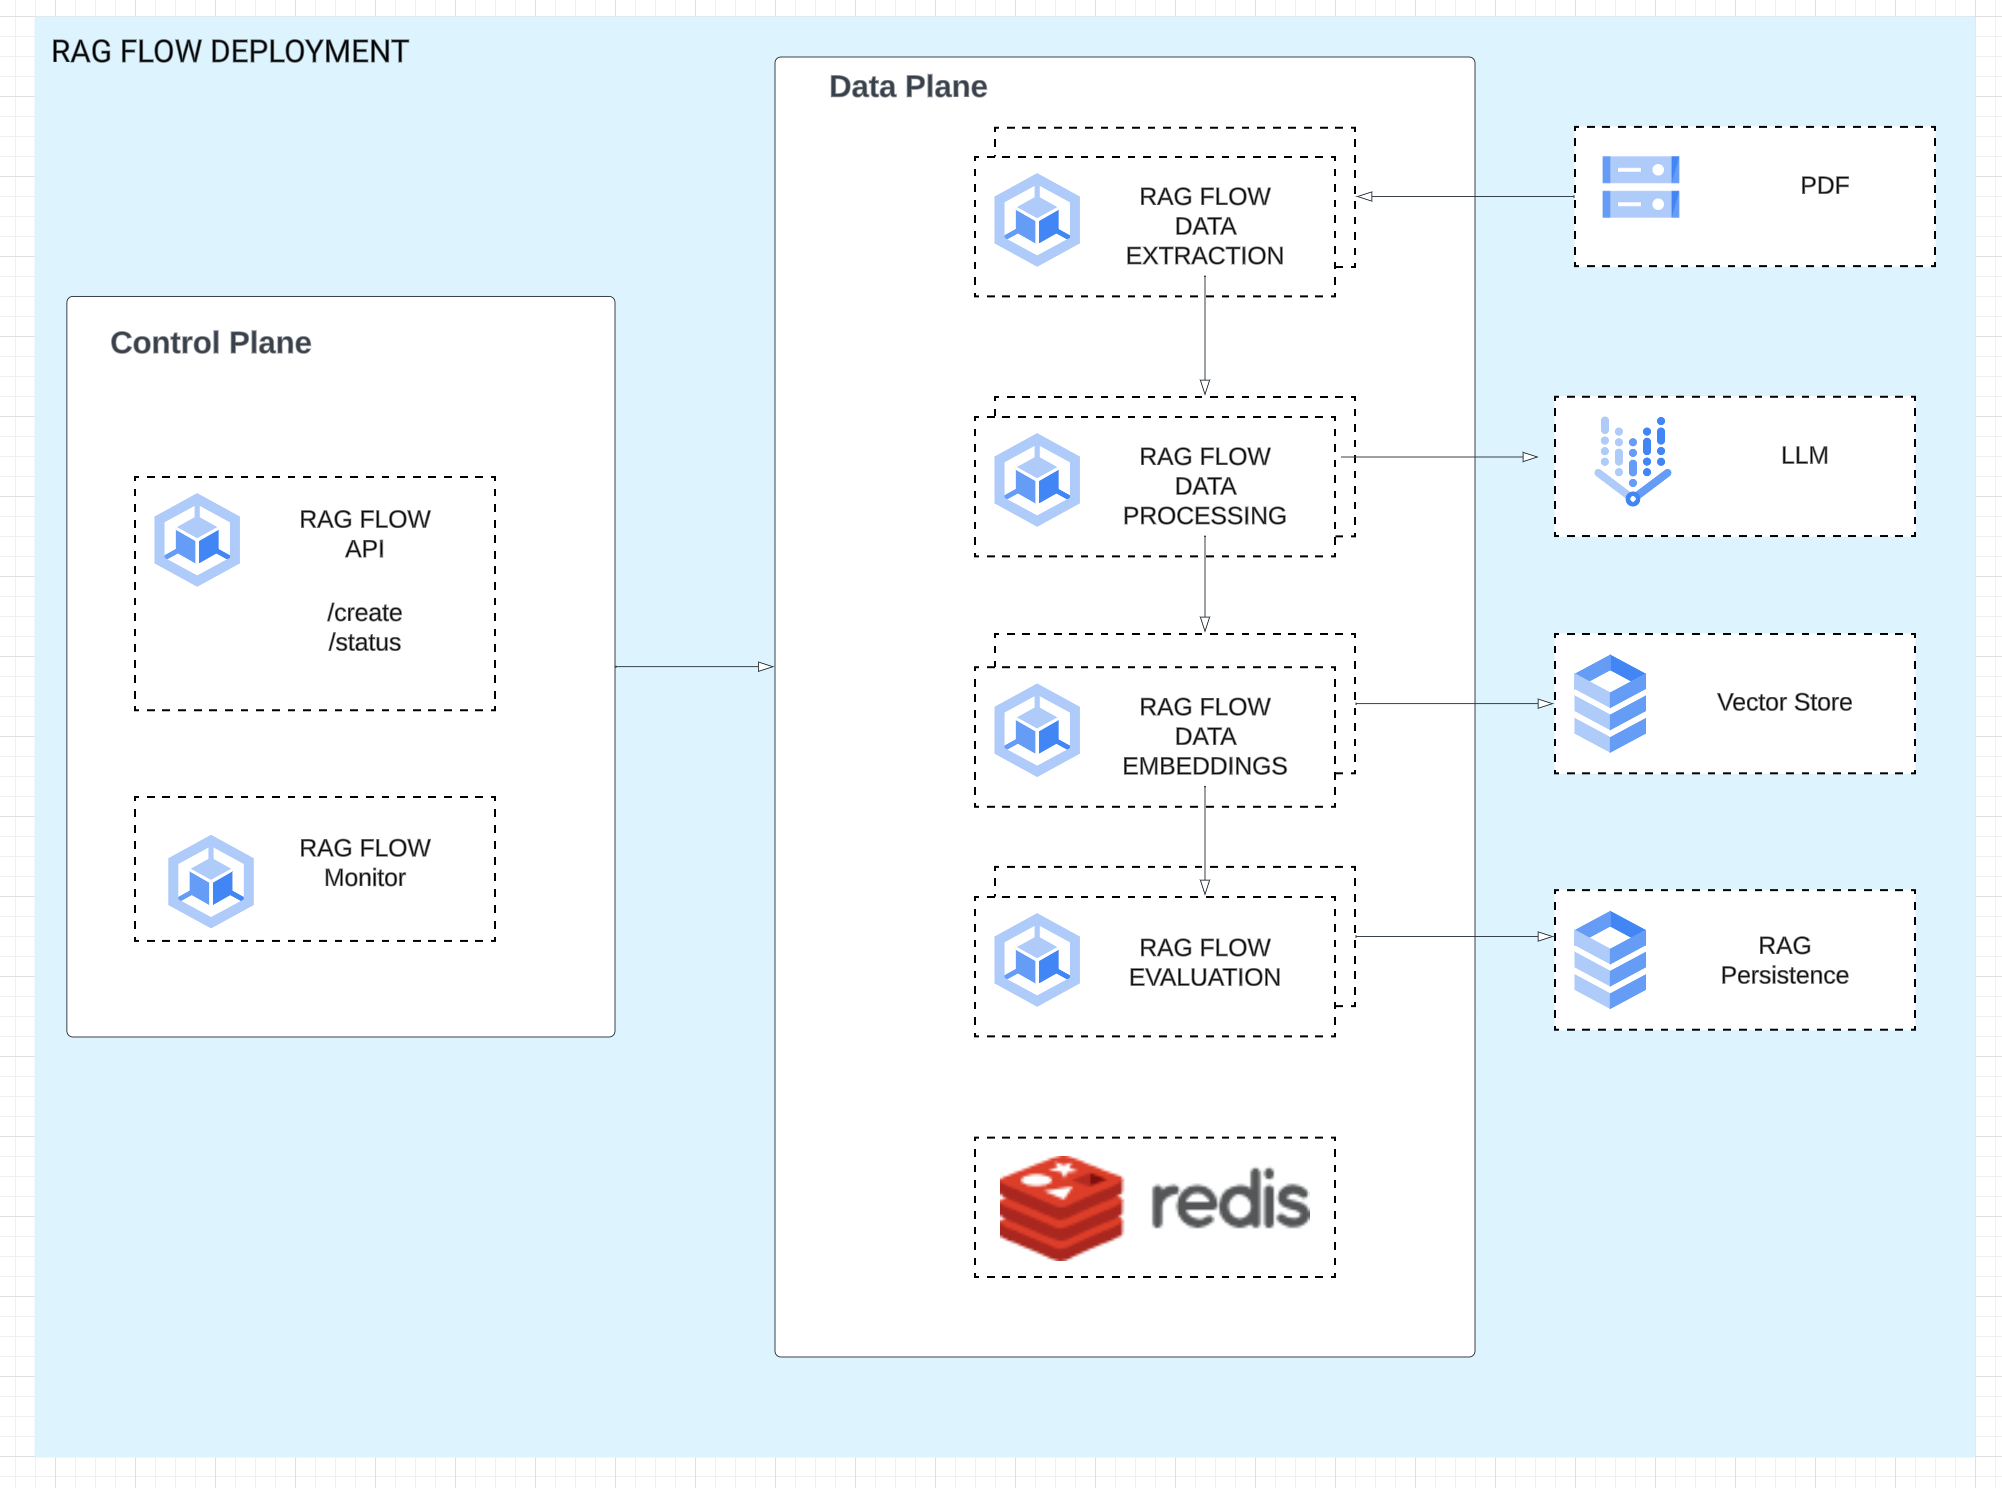 RAG FLOW DEPLOYMENT
Control Plane
RAG FLOW
API
/create
/status
RAG FLOW
Monitor
Data Plane
RAG FLOW
DATA
EXTRACTION
RAG FLOW
DATA
PROCESSING
RAG FLOW
DATA
EMBEDDINGS
RAG FLOW
EVALUATION
redis
PDF
LLM
Vector Store
RAG
Persistence